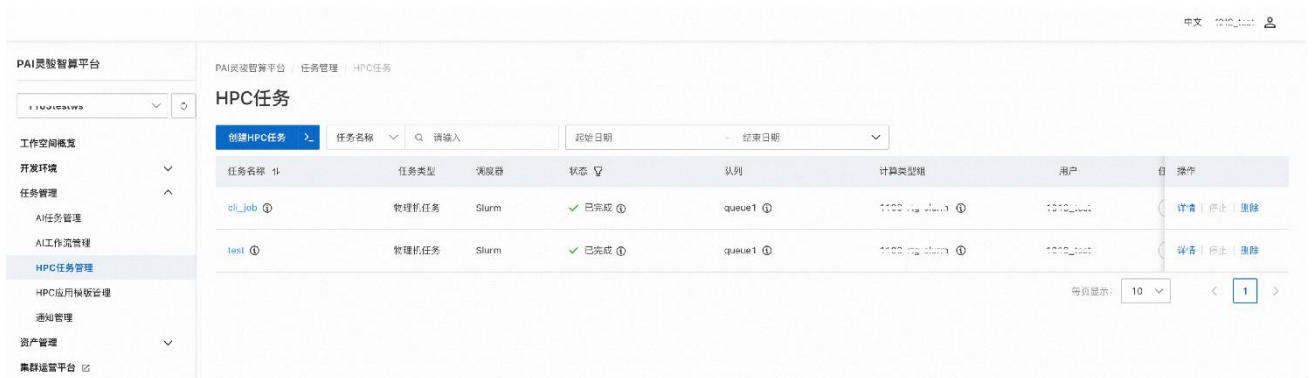 中文
PAI灵骏智算平台
PAI灵骏智算平台 / 任务管理 / HPC任务
HPC任务
创建HPC任务 >_ 任务名称 请输入 起始日期 - 结束日期
工作空间概览
开发环境
任务名称 任务类型 调度器 状态 队列 计算类型组 用户 操作
任务管理
AI任务管理
cli_job 物理机任务 Slurm 已完成 queue1 详情 停止 删除
AI工作流管理
test 物理机任务 Slurm 已完成 queue1 详情 停止 删除
HPC任务管理
HPC应用模版管理
每页显示: 10 1
通知管理
资产管理
集群运营平台